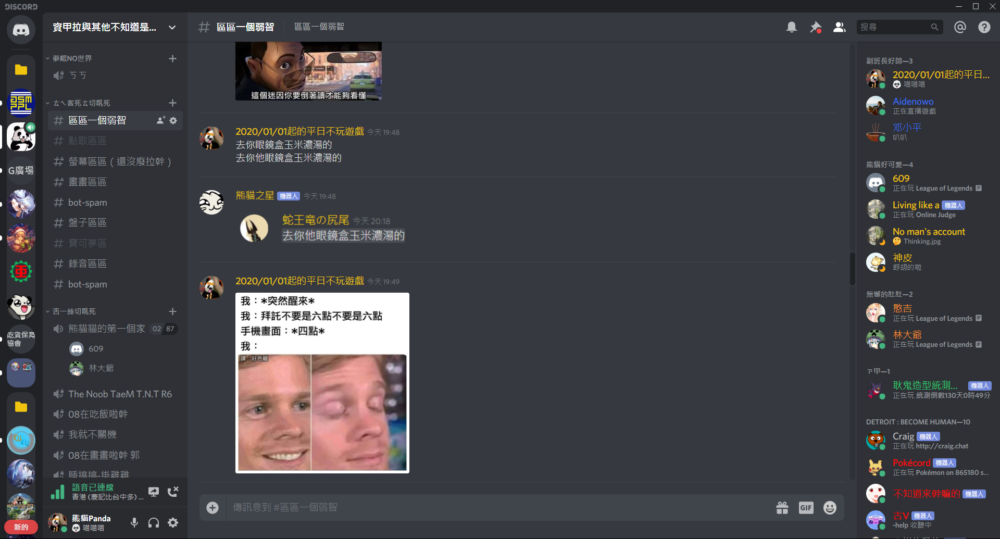 DISCORD
資甲拉與其他不知道是...
夢鯤NO世界
ㄎㄎ
ㄊㄟ客死ㄊ切嗎死
區區一個弱智
點歌區區
螢幕區區（還沒廢拉幹）
畫畫區區
bot-spam
盤子區區
寶可夢區
錄音區區
bot-spam
否一絲切嗎死
熊貓貓的第一個家 02 87
609
林大爺
The Noob TaeM T.N.T R6
08在吃飯啦幹
我就不關機
08在畫畫啦幹 郭
睡搞搞-掛雞雞
語音已連線
香港 (慶記比台中多) ...
熊貓Panda
喵喵喵
G廣場
吃貨保育
協會
KUKU
新的
區區一個弱智 區區一個弱智
搜尋
這個迷因你要倒著讀才能夠看懂
2020/01/01起的平日不玩遊戲 今天 19:48
去你眼鏡盒玉米濃湯的
去你他眼鏡盒玉米濃湯的
熊貓之星 機器人 今天 19:48
蛇王竜の尻尾 今天 20:18
去你他眼鏡盒玉米濃湯的
2020/01/01起的平日不玩遊戲 今天 19:49
我：*突然醒來*
我：拜託不要是六點不要是六點
手機畫面：*四點*
我：
譯：好色龍
傳訊息到 #區區一個弱智
GIF
副班長好帥—3
2020/01/01起的平日...
喵喵喵
Aidenowo
正在直播遊戲
邓小平
叭叭
熊貓好可愛—4
609
正在玩 League of Legends
Living like a 機器人
正在玩 Online Judge
No man's account
Thinking.jpg
神皮
舒胡的啦
無憾的肚肚—2
憨吉
正在玩 League of Legends
林大爺
正在玩 League of Legends
ㄗ甲—1
耿鬼造型統測... 機器人
正在玩 統測倒數130天0時49分
DETROIT : BECOME HUMAN—10
Craig 機器人
正在玩 http://craig.chat
Pokécord 機器人
正在玩 Pokémon on 865180 s...
不知道來幹嘛的 機器人
古V 機器人
-help 收聽中